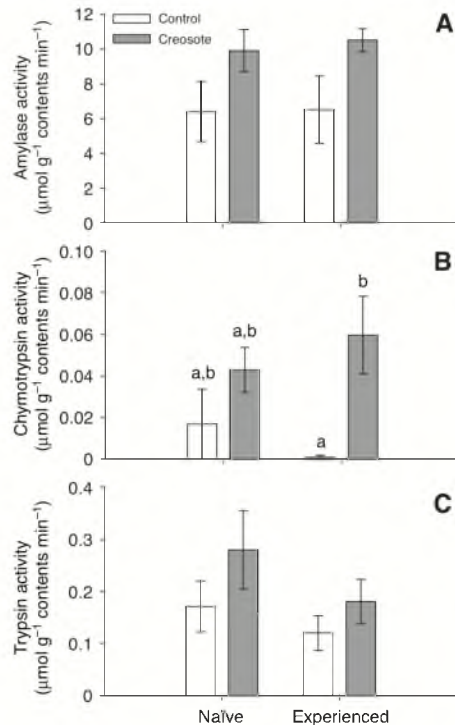 Control
Creosote
A
Amylase activity
(μmol g⁻¹ contents min⁻¹)
12
10
8
6
4
2
0
B
Chymotrypsin activity
(μmol g⁻¹ contents min⁻¹)
0.10
0.08
0.06
0.04
0.02
0
a,b
a,b
a
b
C
Trypsin activity
(μmol g⁻¹ contents min⁻¹)
0.4
0.3
0.2
0.1
0
Naïve Experienced